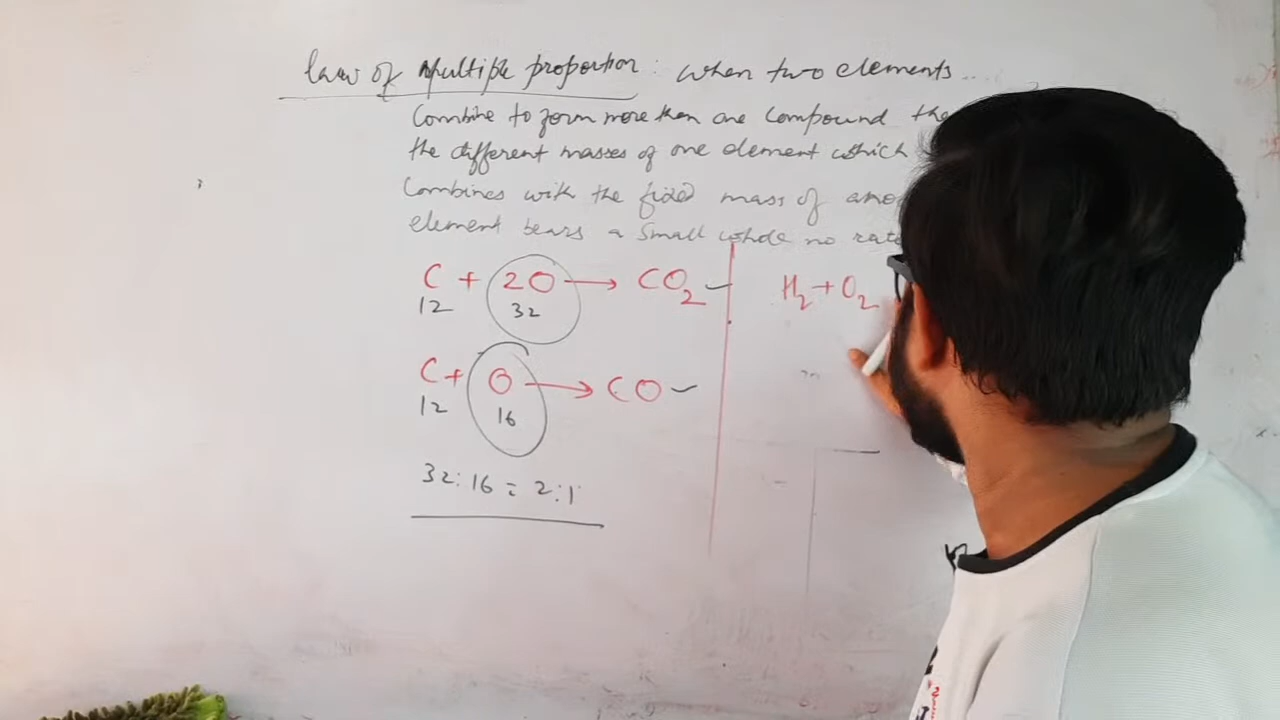 law of Multiple proportion : when two elements..
Combine to form more than one compound the
the different masses of one element which
Combines with the fixed mass of ano
element bears a small whole no rat
C + 2O → CO2
12 32
C + O → CO
12 16
32:16 = 2:1
H2 + O2